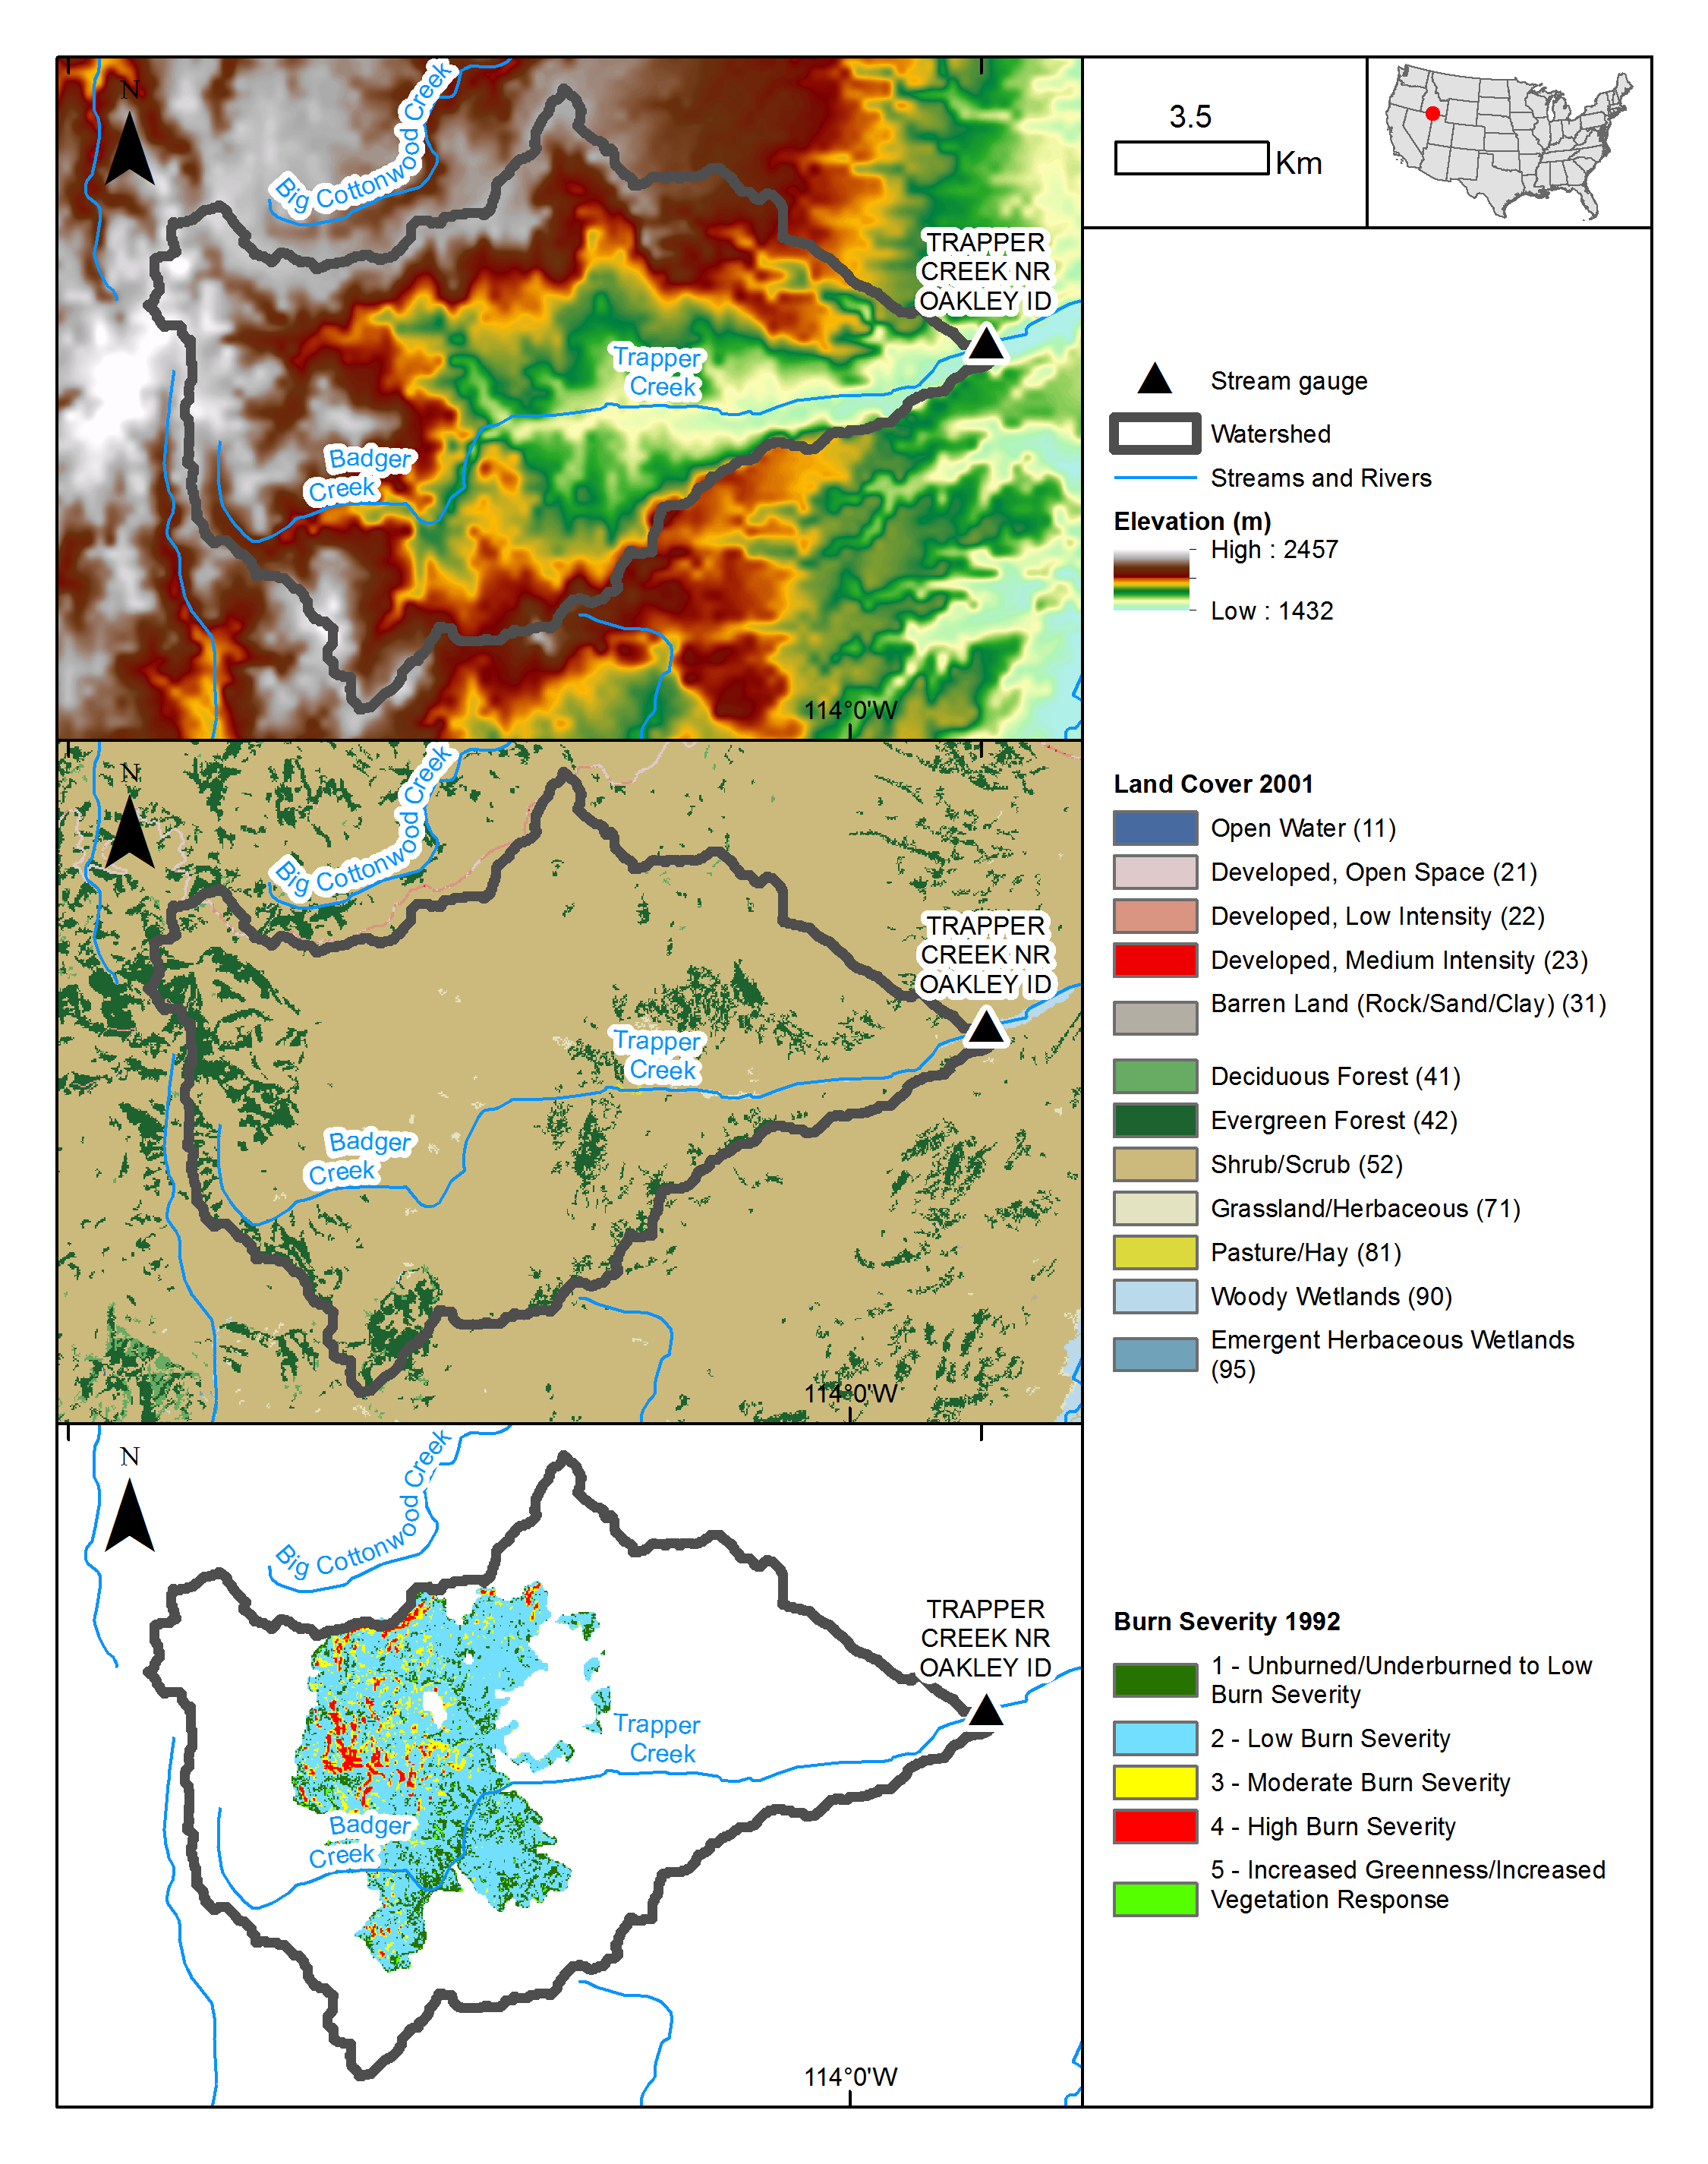 N
Big Cottonwood Creek
TRAPPER
CREEK NR
OAKLEY ID
Trapper
Creek
Badger
Creek
114°0'W
N
Big Cottonwood Creek
TRAPPER
CREEK NR
OAKLEY ID
Trapper
Creek
Badger
Creek
114°0'W
N
Big Cottonwood Creek
TRAPPER
CREEK NR
OAKLEY ID
Trapper
Creek
Badger
Creek
114°0'W
3.5
Km
Stream gauge
Watershed
Streams and Rivers
Elevation (m)
High : 2457
Low : 1432
Land Cover 2001
Open Water (11)
Developed, Open Space (21)
Developed, Low Intensity (22)
Developed, Medium Intensity (23)
Barren Land (Rock/Sand/Clay) (31)
Deciduous Forest (41)
Evergreen Forest (42)
Shrub/Scrub (52)
Grassland/Herbaceous (71)
Pasture/Hay (81)
Woody Wetlands (90)
Emergent Herbaceous Wetlands
(95)
Burn Severity 1992
1 - Unburned/Underburned to Low
Burn Severity
2 - Low Burn Severity
3 - Moderate Burn Severity
4 - High Burn Severity
5 - Increased Greenness/Increased
Vegetation Response